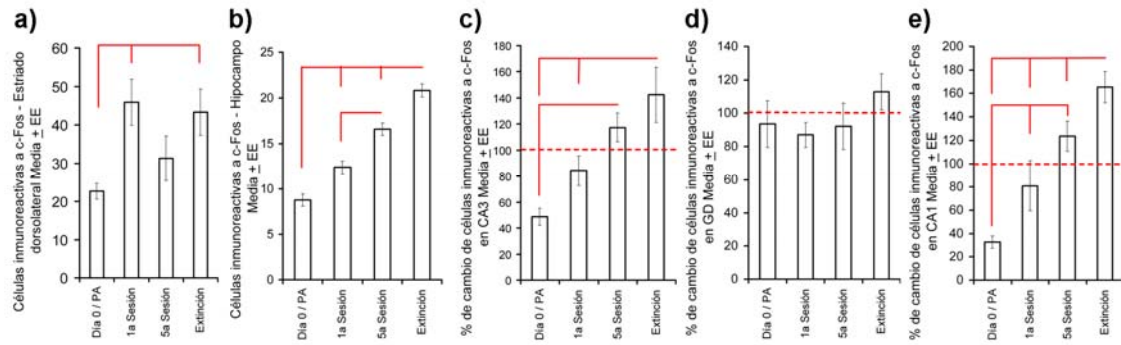 a)
Células inmunoreactivas a c-Fos - Estriado
dorsolateral Media ± EE
60
50
40
30
20
10
0
Día 0 / PA
1a Sesión
5a Sesión
Extinción
b)
Células inmunoreactivas a c-Fos - Hipocampo
Media ± EE
25
20
15
10
5
0
Día 0 / PA
1a Sesión
5a Sesión
Extinción
c)
% de cambio de células inmunoreactivas a c-Fos
en CA3 Media ± EE
180
160
140
120
100
80
60
40
20
0
Día 0 / PA
1a Sesión
5a Sesión
Extinción
d)
% de cambio de células inmunoreactivas a c-Fos
en GD Media ± EE
140
120
100
80
60
40
20
0
Día 0 / PA
1a Sesión
5a Sesión
Extinción
e)
% de cambio de células inmunoreactivas a c-Fos
en CA1 Media ± EE
200
180
160
140
120
100
80
60
40
20
0
Día 0 / PA
1a Sesión
5a Sesión
Extinción